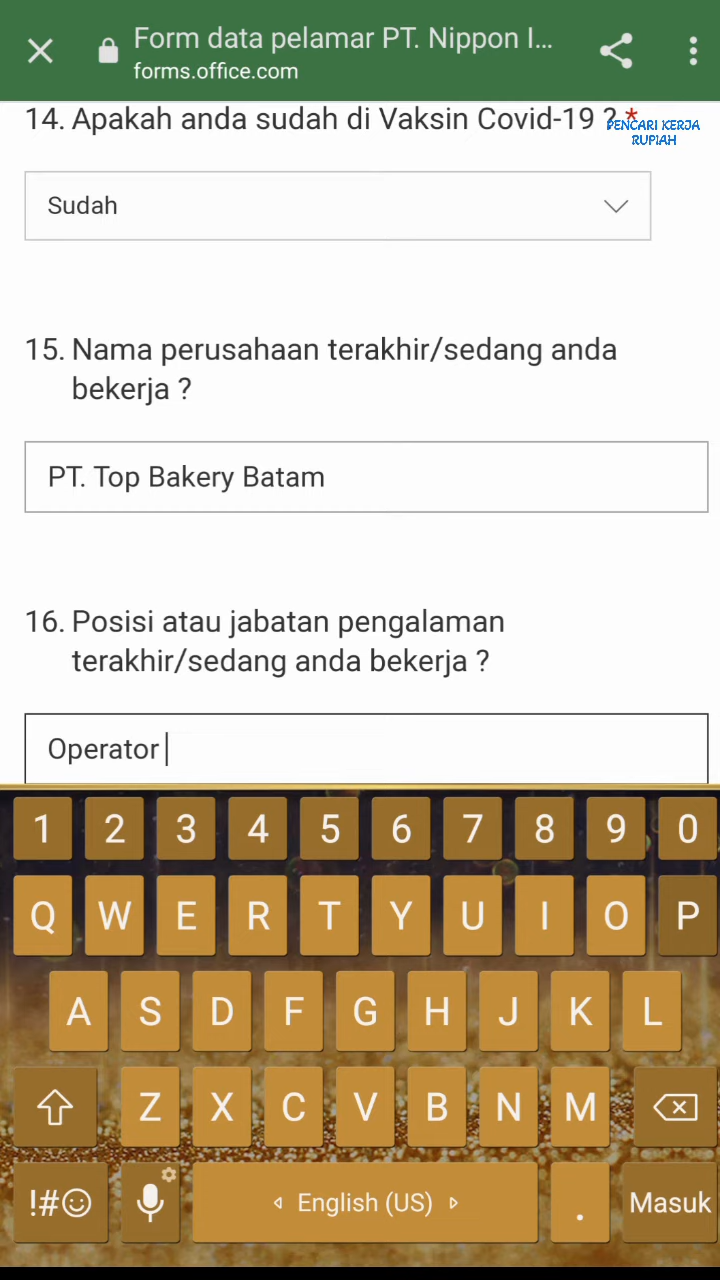 Form data pelamar PT. Nippon I...
forms.office.com
14. Apakah anda sudah di Vaksin Covid-19 ? *
PENCARI KERJA
RUPIAH
Sudah
15. Nama perusahaan terakhir/sedang anda
bekerja ?
PT. Top Bakery Batam
16. Posisi atau jabatan pengalaman
terakhir/sedang anda bekerja ?
Operator
1 2 3 4 5 6 7 8 9 0
Q W E R T Y U I O P
A S D F G H J K L
Z X C V B N M
!#☺ English (US) . Masuk